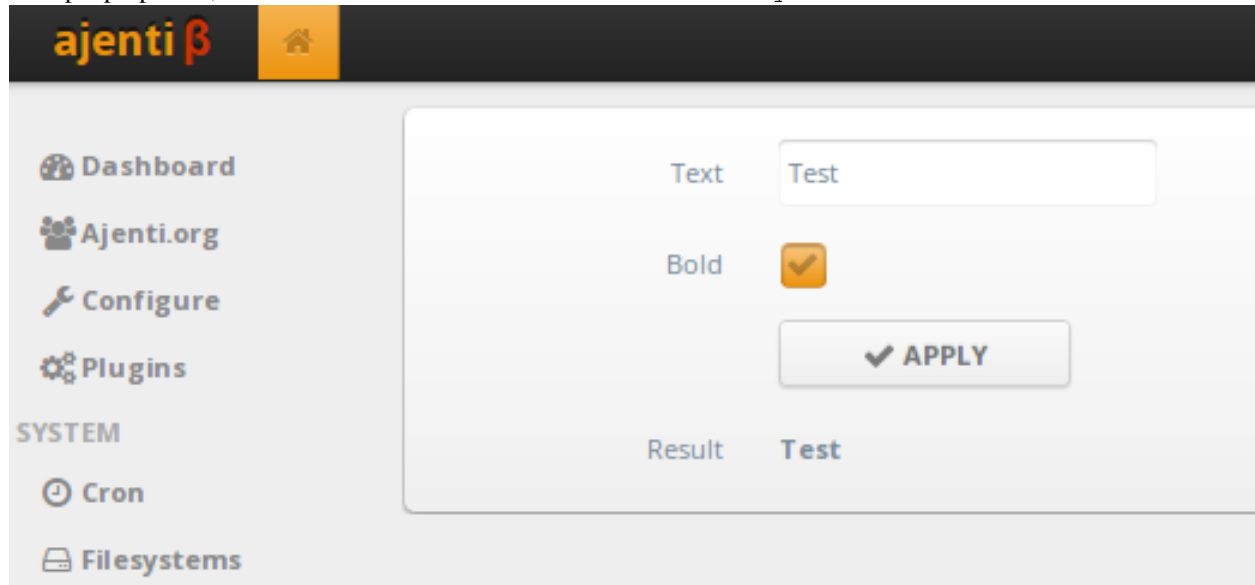 ajenti β
Dashboard
Ajenti.org
Configure
Plugins
SYSTEM
Cron
Filesystems
Text Test
Bold
APPLY
Result Test